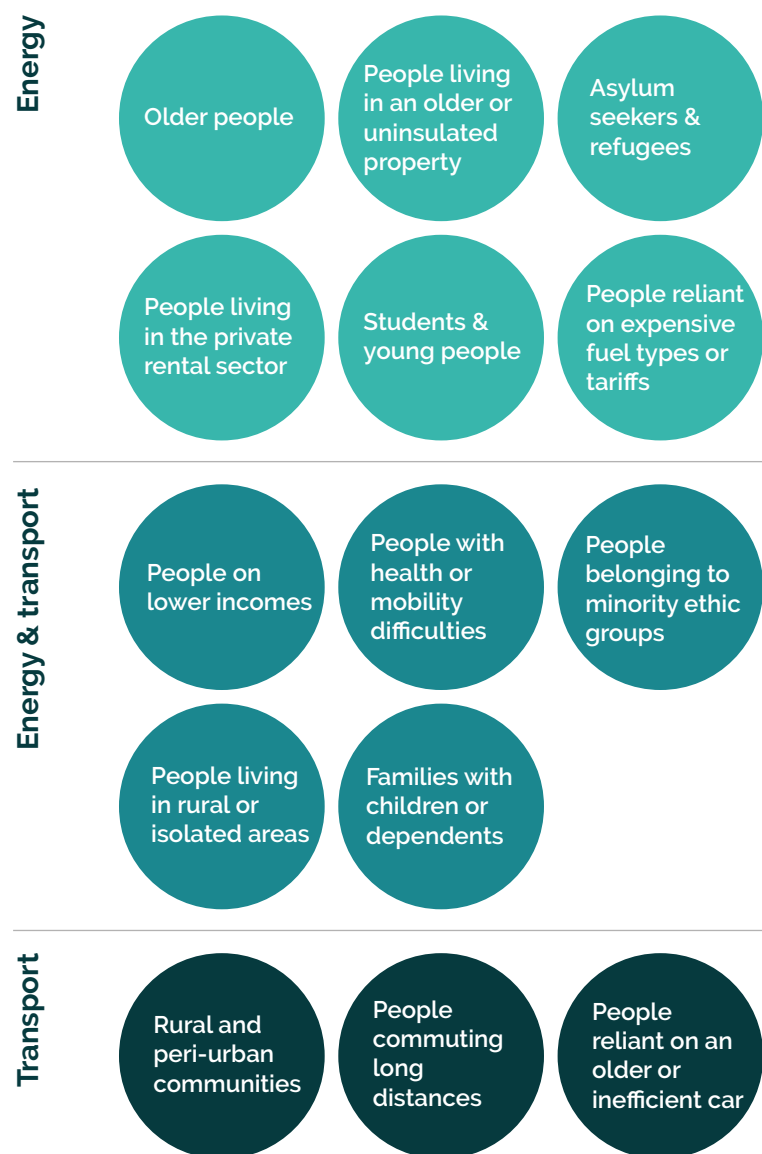 Energy
Older people
People living
in an older or
uninsulated
property
Asylum
seekers &
refugees
People living
in the private
rental sector
Students &
young people
People reliant
on expensive
fuel types or
tariffs
Energy & transport
People on
lower incomes
People with
health or
mobility
difficulties
People
belonging to
minority ethic
groups
People living
in rural or
isolated areas
Families with
children or
dependents
Transport
Rural and
peri-urban
communities
People
commuting
long
distances
People
reliant on an
older or
inefficient car